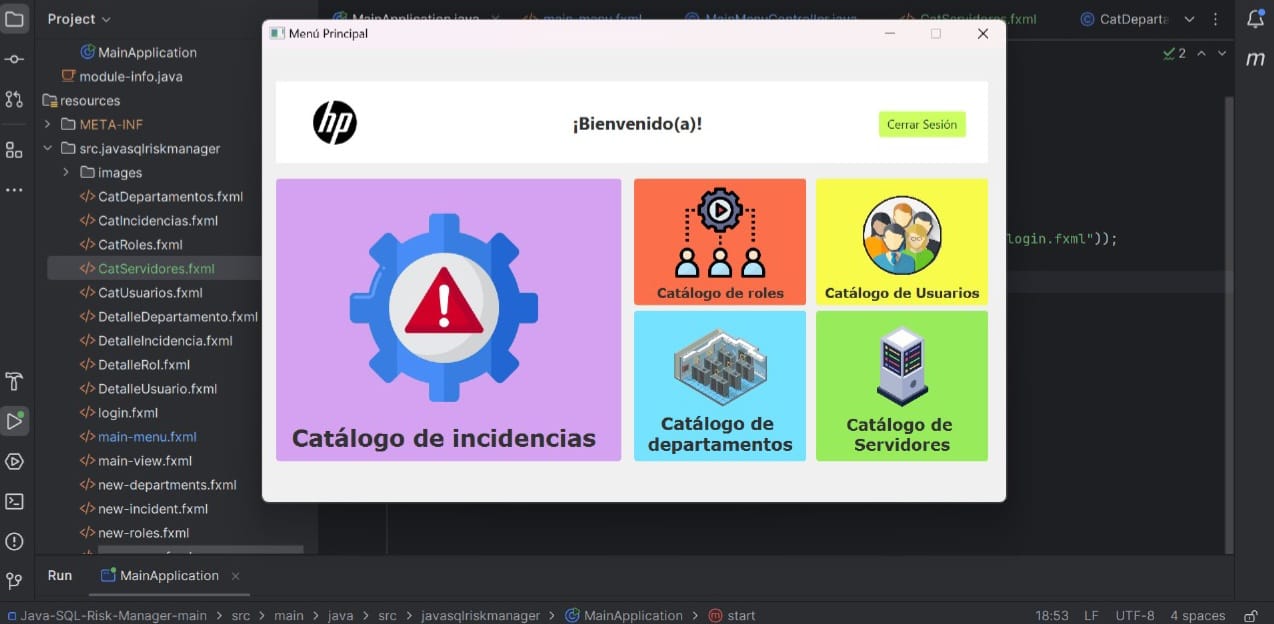 Project
MainApplication.java
main-menu.fxml
MainMenuController.java
CatServidores.fxml
CatDeparta
MainApplication
module-info.java
resources
META-INF
src.javasqlriskmanager
images
CatDepartamentos.fxml
CatIncidencias.fxml
CatRoles.fxml
CatServidores.fxml
CatUsuarios.fxml
DetalleDepartamento.fxml
DetalleIncidencia.fxml
DetalleRol.fxml
DetalleUsuario.fxml
login.fxml
main-menu.fxml
main-view.fxml
new-departments.fxml
new-incident.fxml
new-roles.fxml
Menú Principal
hp
¡Bienvenido(a)!
Cerrar Sesión
Catálogo de incidencias
Catálogo de roles
Catálogo de Usuarios
Catálogo de
departamentos
Catálogo de
Servidores
2
m
login.fxml"));
Run
MainApplication
Java-SQL-Risk-Manager-main > src > main > java > src > javasqlriskmanager > MainApplication > m start
18:53 LF UTF-8 4 spaces